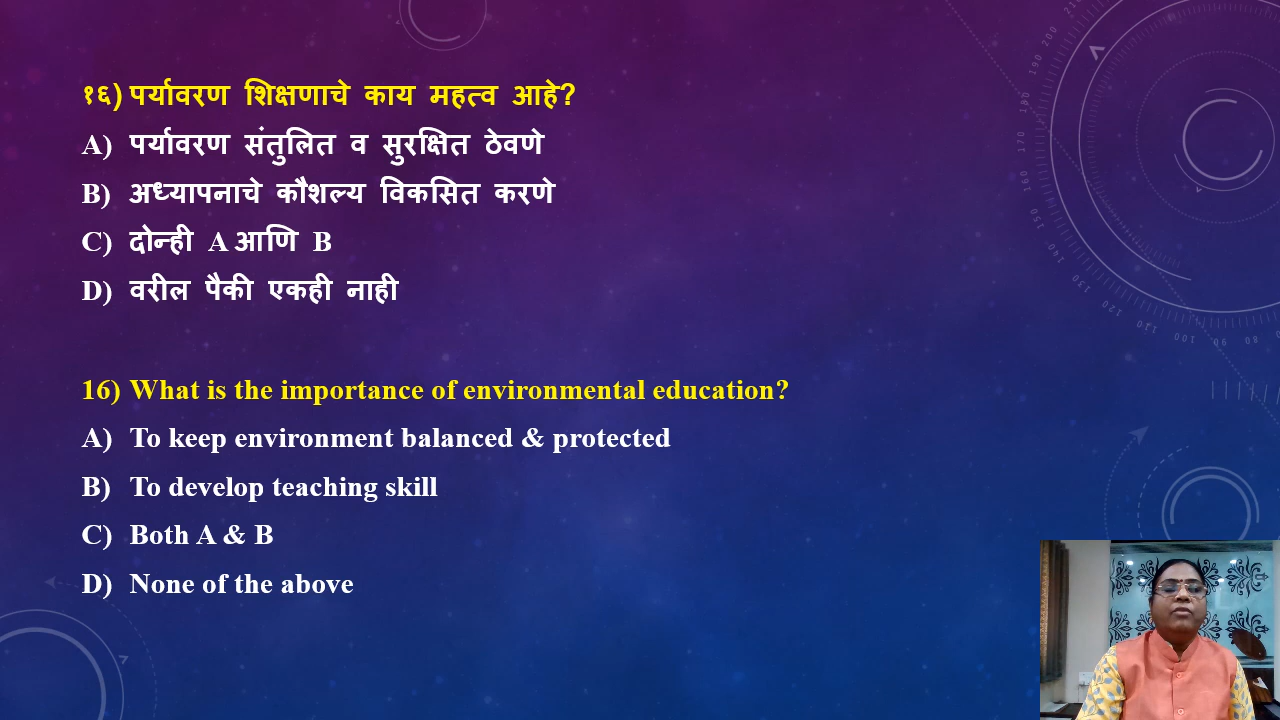 १६) पर्यावरण शिक्षणाचे काय महत्व आहे?
A) पर्यावरण संतुलित व सुरक्षित ठेवणे
B) अध्यापनाचे कौशल्य विकसित करणे
C) दोन्ही A आणि B
D) वरील पैकी एकही नाही
16) What is the importance of environmental education?
A) To keep environment balanced & protected
B) To develop teaching skill
C) Both A & B
D) None of the above